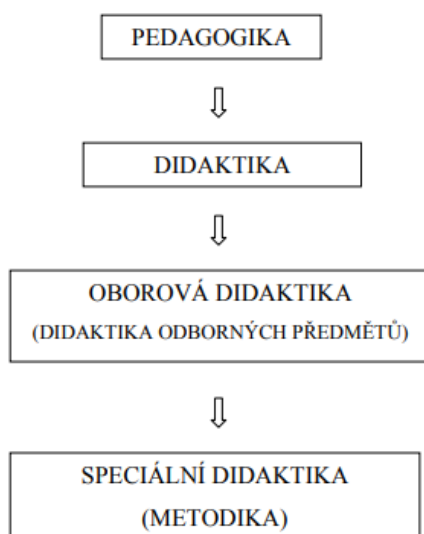 PEDAGOGIKA
DIDAKTIKA
OBOROVÁ DIDAKTIKA
(DIDAKTIKA ODBORNÝCH PŘEDMĚTŮ)
SPECIÁLNÍ DIDAKTIKA
(METODIKA)